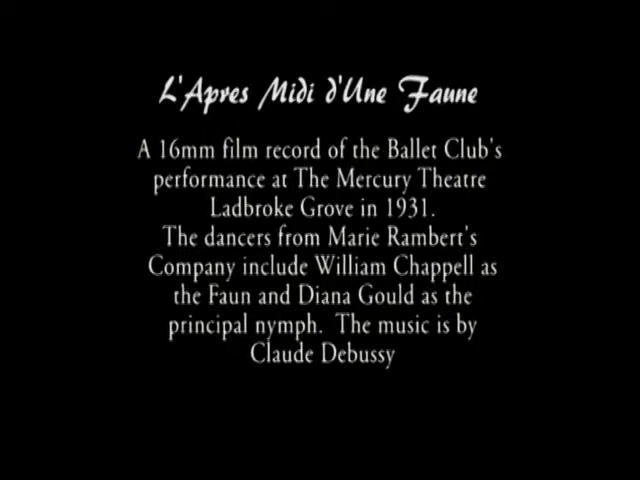 L'Apres Midi d'Une Faune
A 16mm film record of the Ballet Club's
performance at The Mercury Theatre
Ladbroke Grove in 1931.
The dancers from Marie Rambert's
Company include William Chappell as
the Faun and Diana Gould as the
principal nymph. The music is by
Claude Debussy